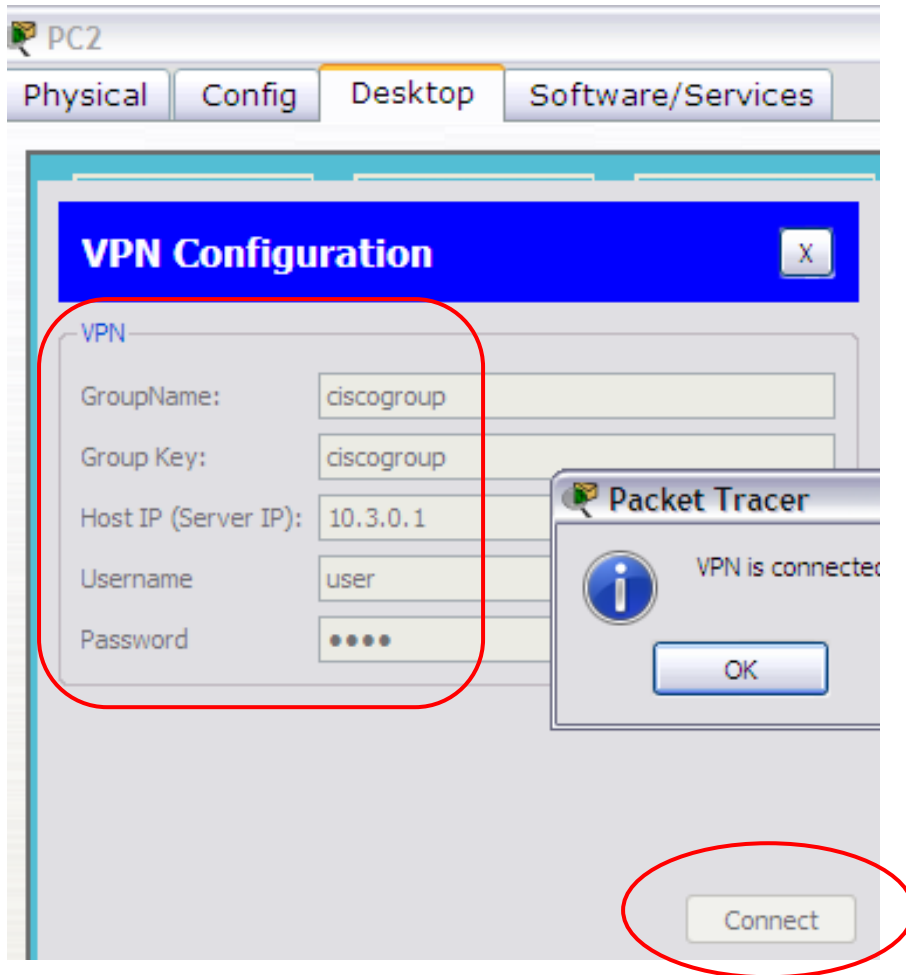 PC2
Physical Config Desktop Software/Services
VPN Configuration X
VPN
GroupName: ciscogroup
Group Key: ciscogroup
Packet Tracer
Host IP (Server IP): 10.3.0.1
VPN is connected
Username user
Password ••••
OK
Connect